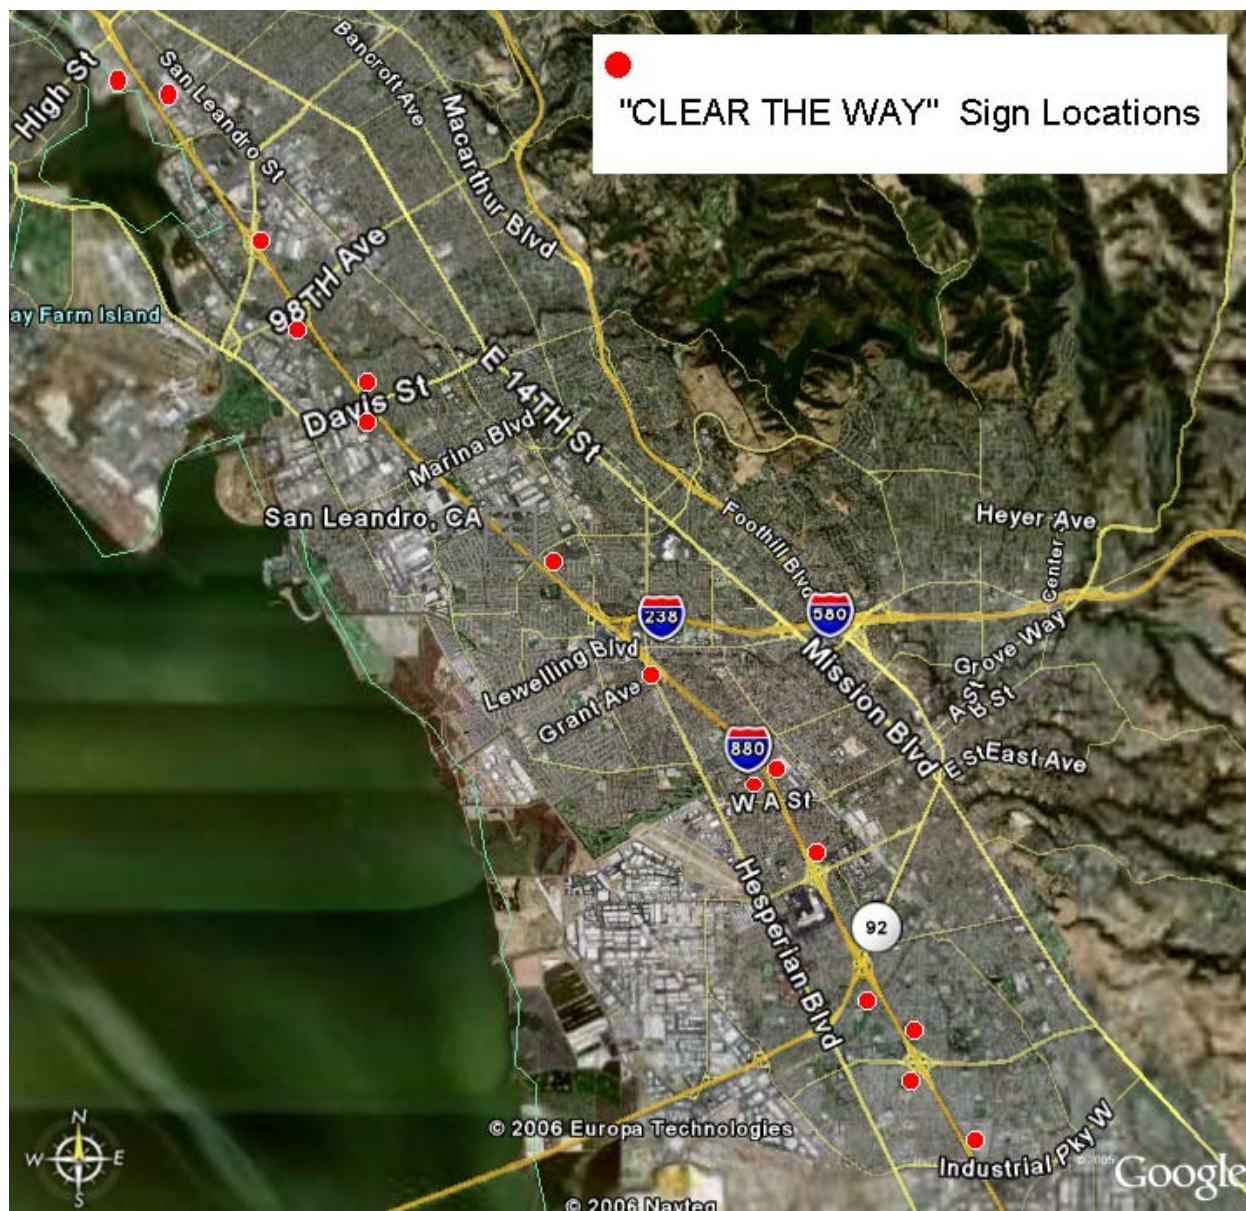 "CLEAR THE WAY" Sign Locations
High St
San Leandro St
Bancroft Ave
Macarthur Blvd
98TH Ave
ay Farm Island
E 14TH St
Davis St
Marina Blvd
San Leandro, CA
Foothill Blvd
Heyer Ave
Center
238
580
Lewelling Blvd
Grove Way
Mission Blvd
Grant Ave
A St
B St
880
E St
East Ave
W A St
Hesperian Blvd
92
N
W E
S
© 2006 Europa Technologies
Industrial Pky W
©2005
Google
© 2006 Navteq